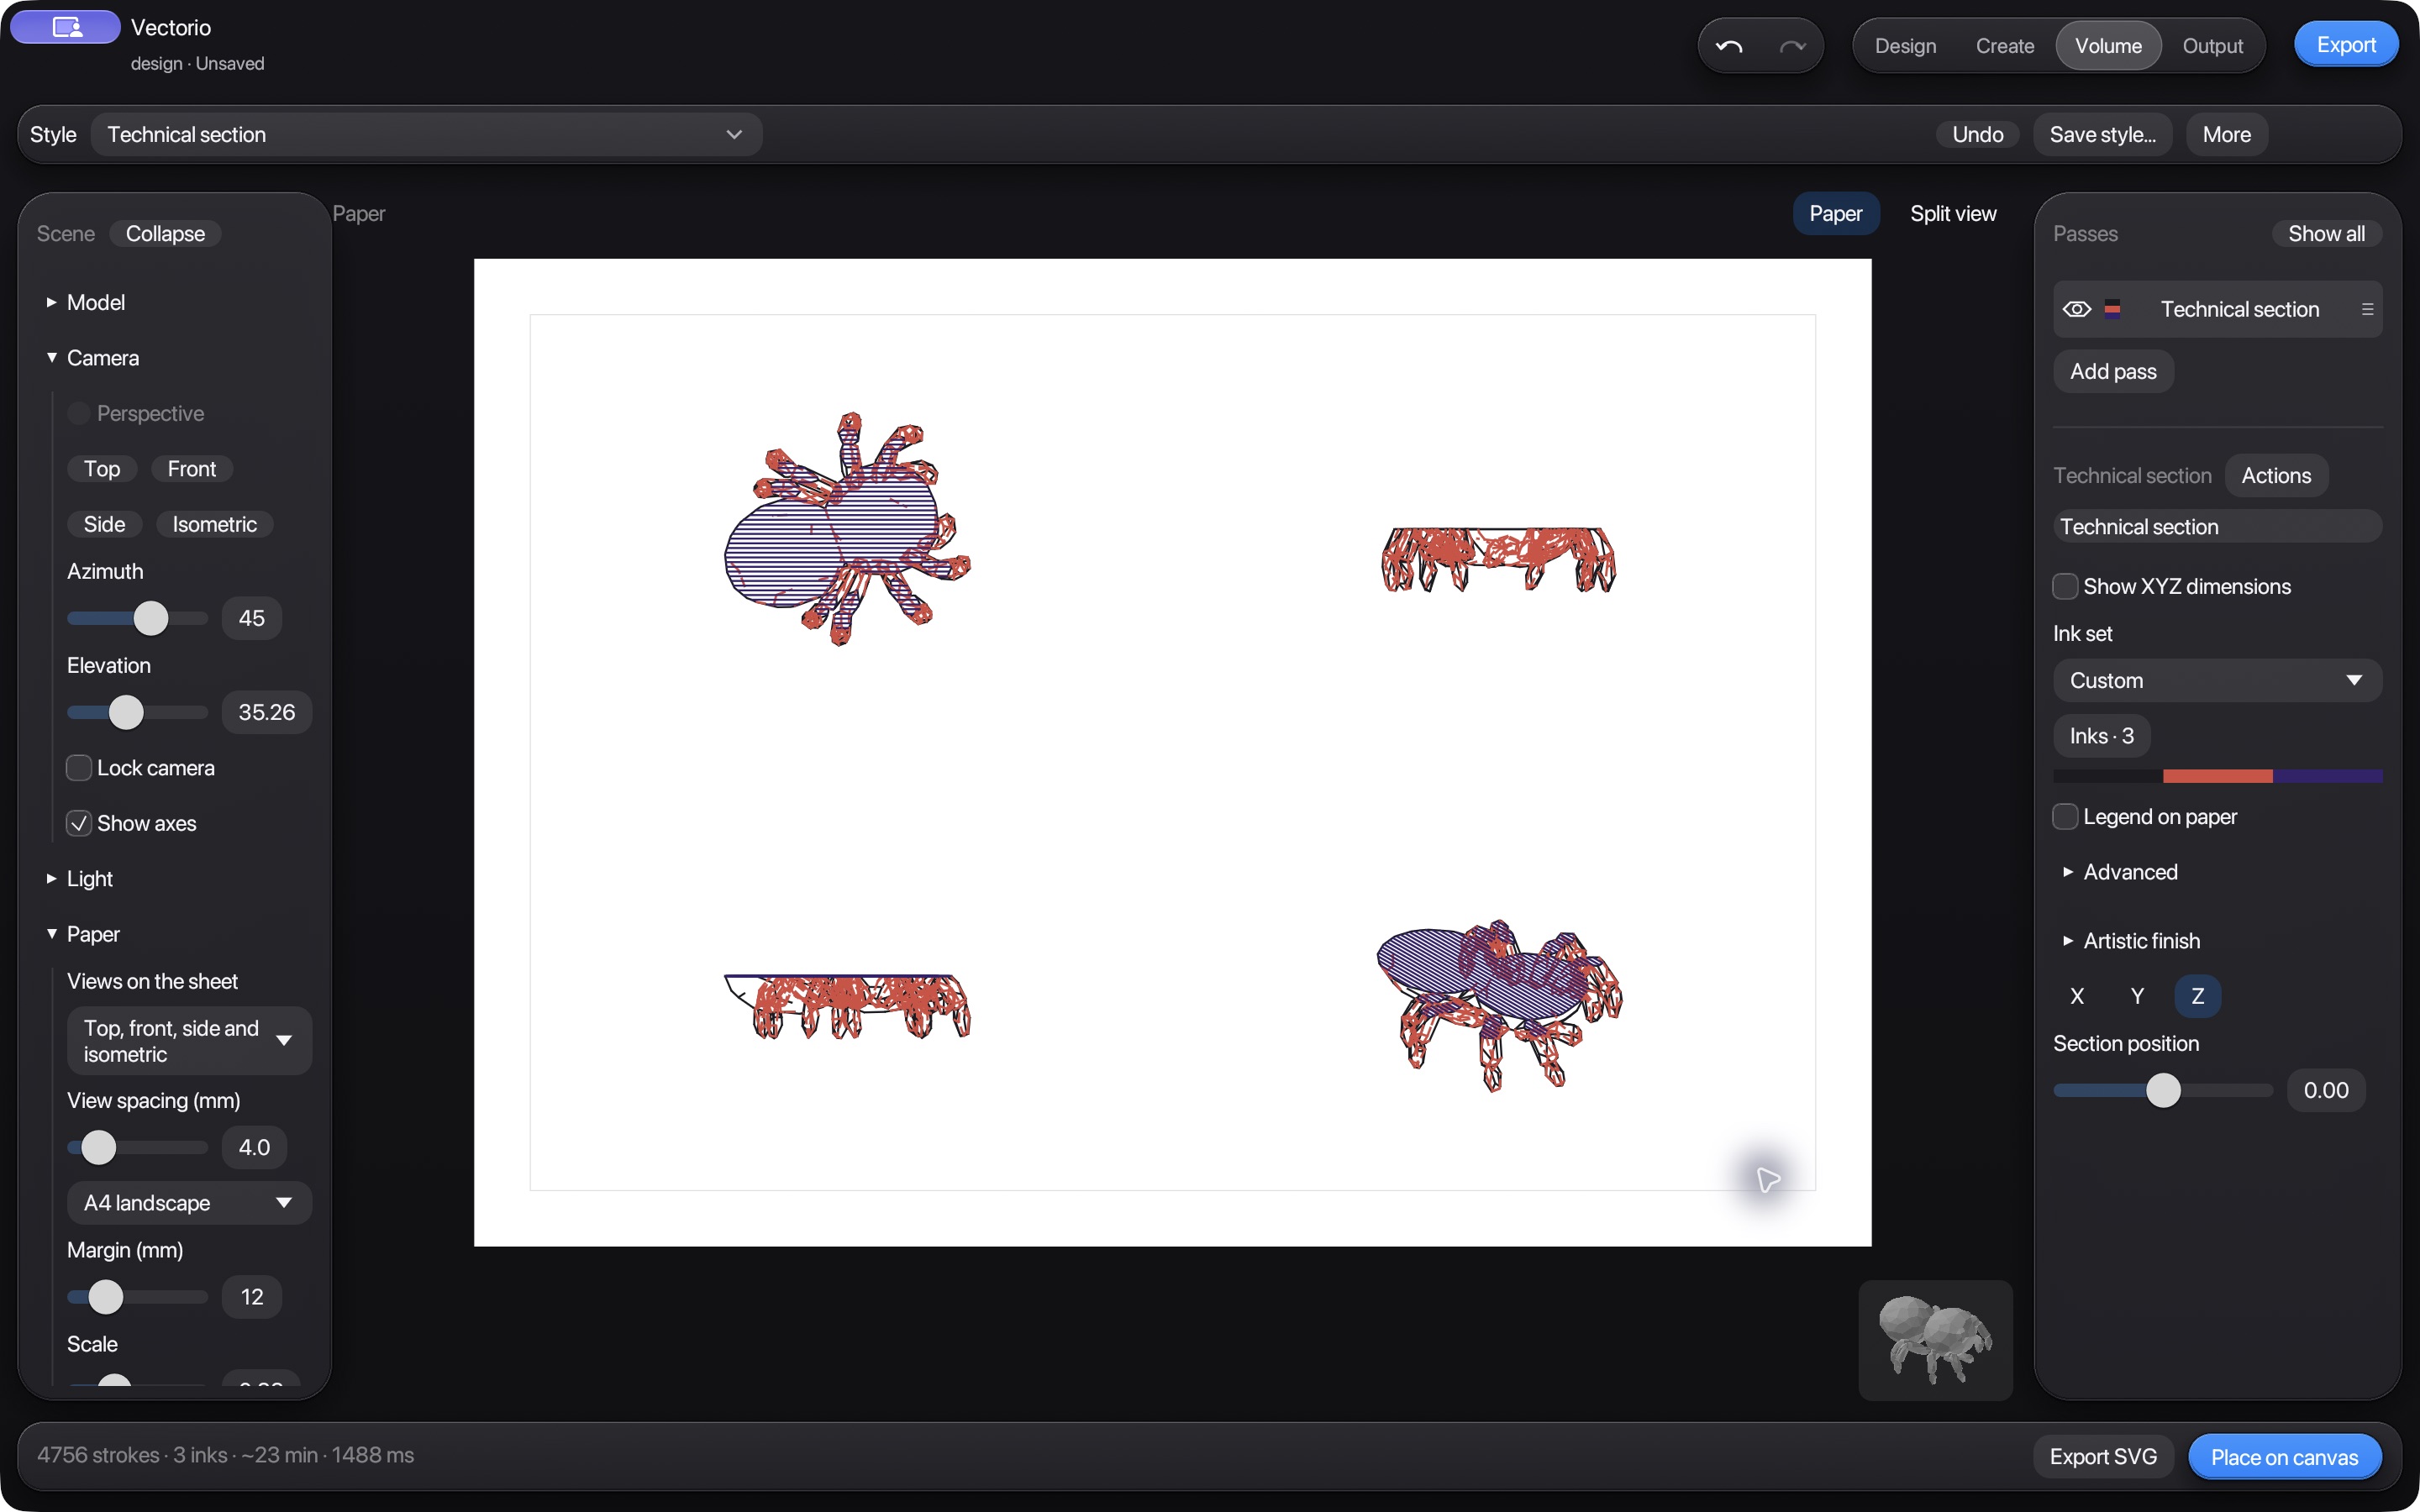 Vectorio
design · Unsaved
Design
Create
Volume
Output
Export
Style
Technical section
Undo
Save style...
More
Scene
Collapse
Model
Camera
Perspective
Top
Front
Side
Isometric
Azimuth
45
Elevation
35.26
Lock camera
Show axes
Light
Paper
Views on the sheet
Top, front, side and
isometric
View spacing (mm)
4.0
A4 landscape
Margin (mm)
12
Scale
Paper
Paper
Split view
Passes
Show all
Technical section
Add pass
Technical section
Actions
Technical section
Show XYZ dimensions
Ink set
Custom
Inks · 3
Legend on paper
Advanced
Artistic finish
X
Y
Z
Section position
0.00
4756 strokes · 3 inks · ~23 min · 1488 ms
Export SVG
Place on canvas